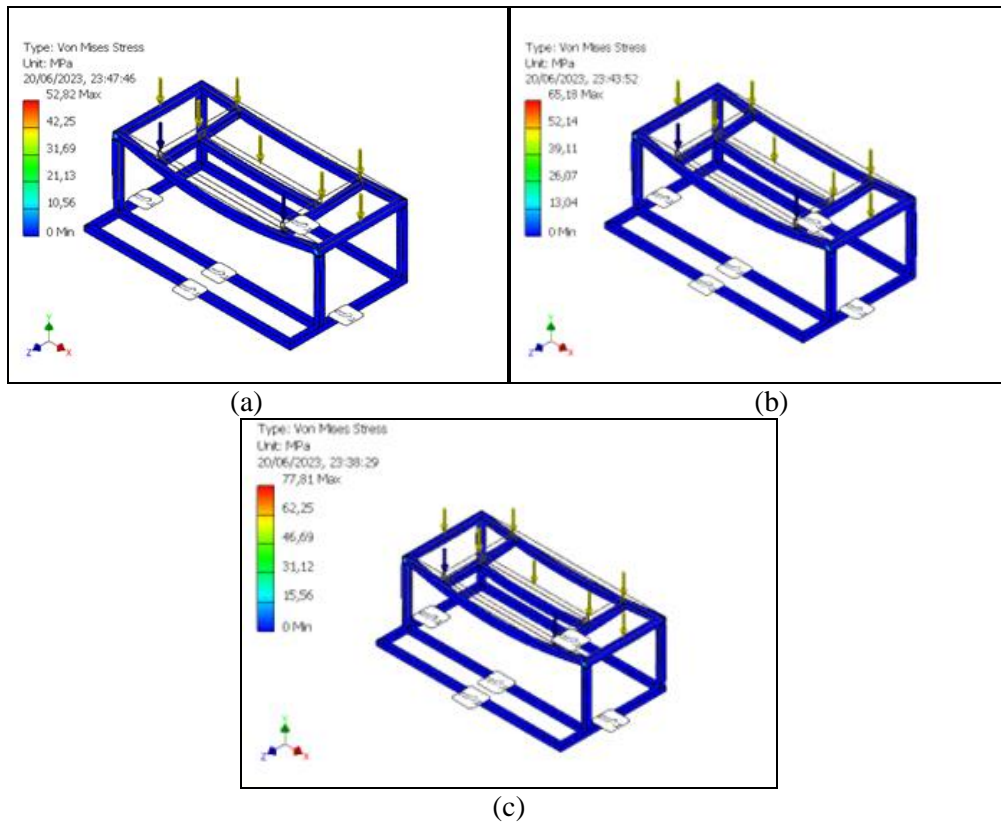 Type: Von Mises Stress
Unit: MPa
20/06/2023, 23:47:46
52,82 Max
42,25
31,69
21,13
10,56
0 Min
Y
Z
X
(a)
Type: Von Mises Stress
Unit: MPa
20/06/2023, 23:43:52
65,18 Max
52,14
39,11
26,07
13,04
0 Min
Y
Z
X
(b)
Type: Von Mises Stress
Unit: MPa
20/06/2023, 23:38:29
77,81 Max
62,25
46,69
31,12
15,56
0 Min
Y
Z
X
(c)